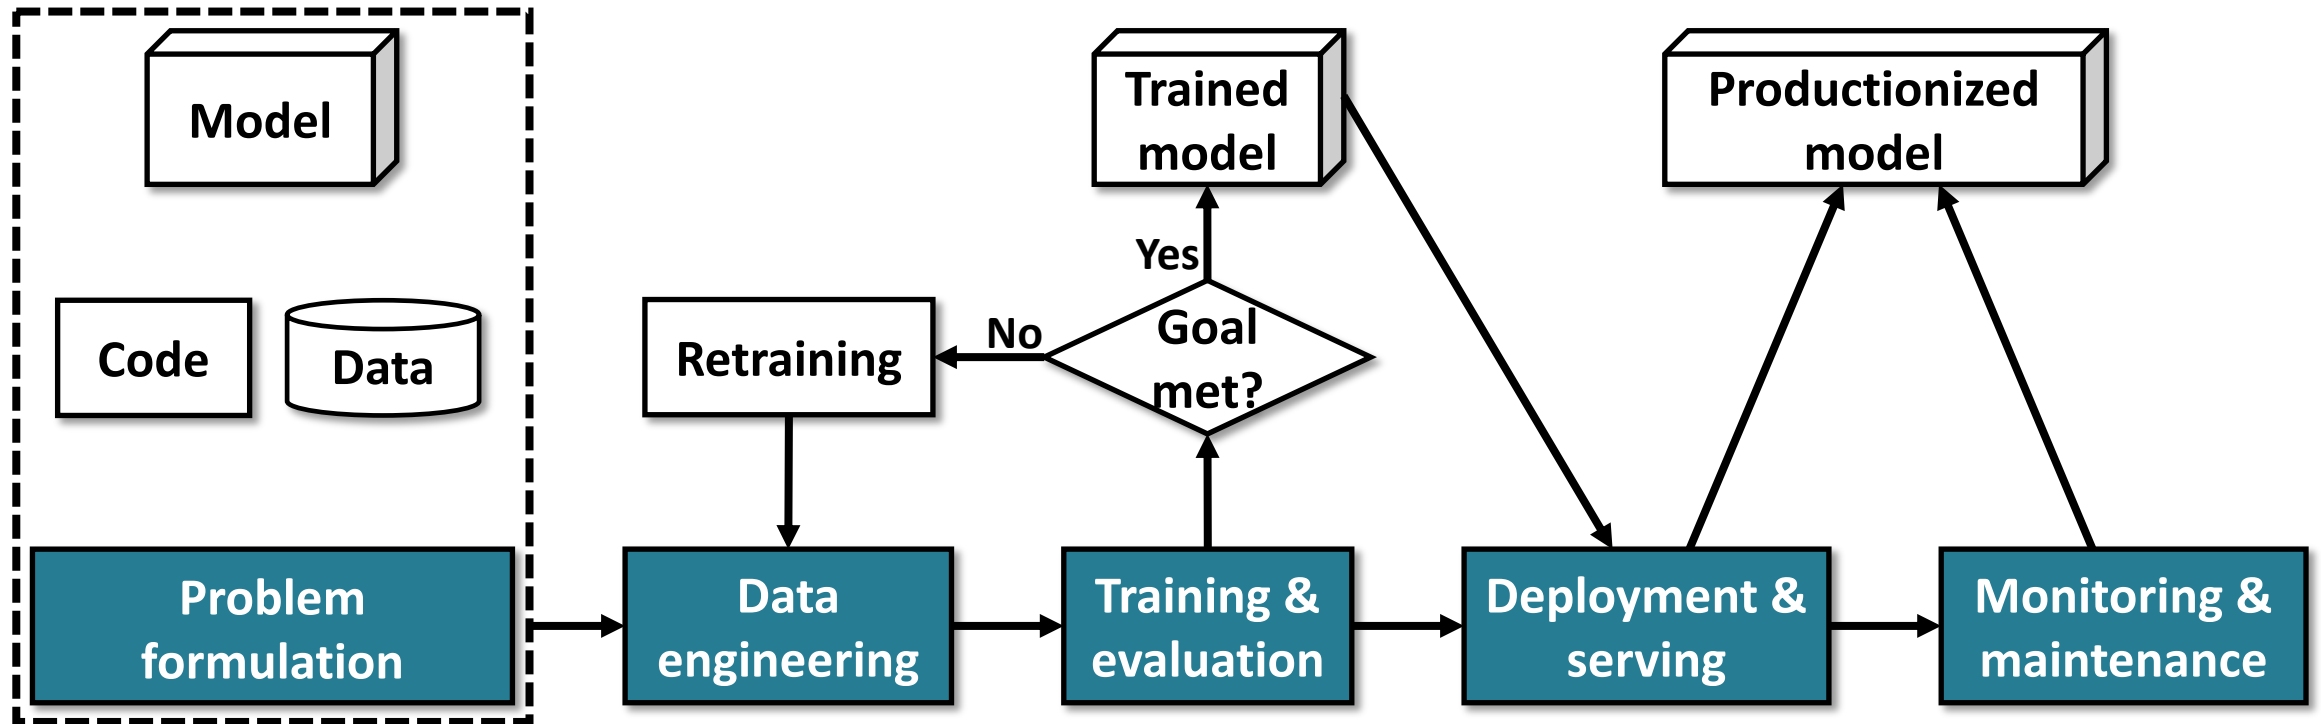 Model
Code
Data
Problem
formulation
Retraining
No
Yes
Goal
met?
Trained
model
Productionized
model
Data
engineering
Training &
evaluation
Deployment &
serving
Monitoring &
maintenance